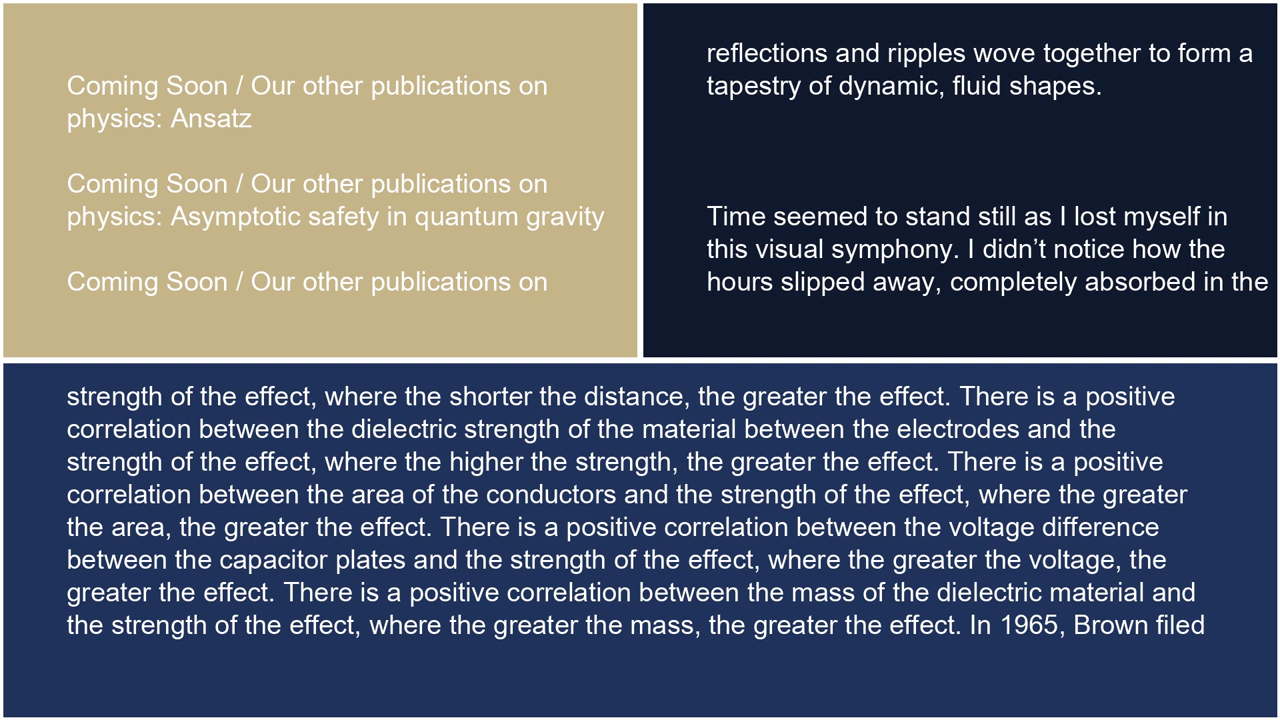 Coming Soon / Our other publications on
physics: Ansatz
Coming Soon / Our other publications on
physics: Asymptotic safety in quantum gravity
Coming Soon / Our other publications on
reflections and ripples wove together to form a
tapestry of dynamic, fluid shapes.
Time seemed to stand still as I lost myself in
this visual symphony. I didn’t notice how the
hours slipped away, completely absorbed in the
strength of the effect, where the shorter the distance, the greater the effect. There is a positive
correlation between the dielectric strength of the material between the electrodes and the
strength of the effect, where the higher the strength, the greater the effect. There is a positive
correlation between the area of the conductors and the strength of the effect, where the greater
the area, the greater the effect. There is a positive correlation between the voltage difference
between the capacitor plates and the strength of the effect, where the greater the voltage, the
greater the effect. There is a positive correlation between the mass of the dielectric material and
the strength of the effect, where the greater the mass, the greater the effect. In 1965, Brown filed